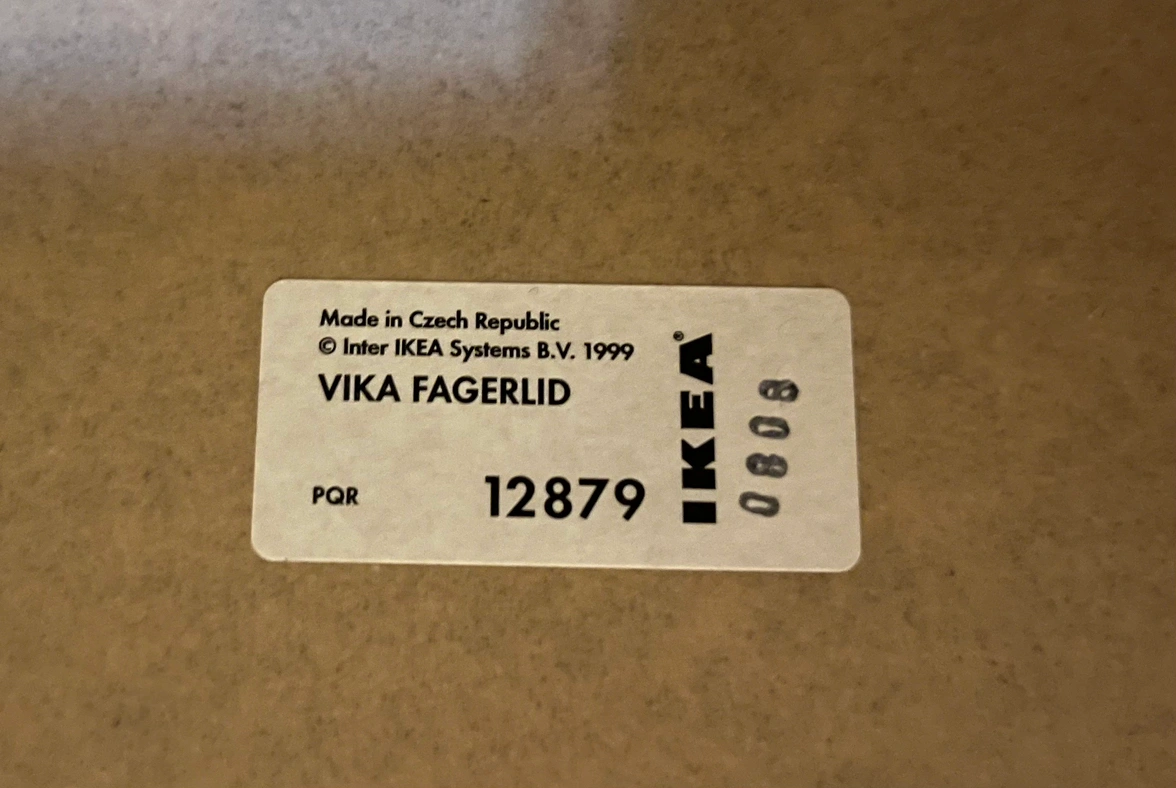 Made in Czech Republic
© Inter IKEA Systems B.V. 1999
VIKA FAGERLID
PQR
12879
IKEA®
0808